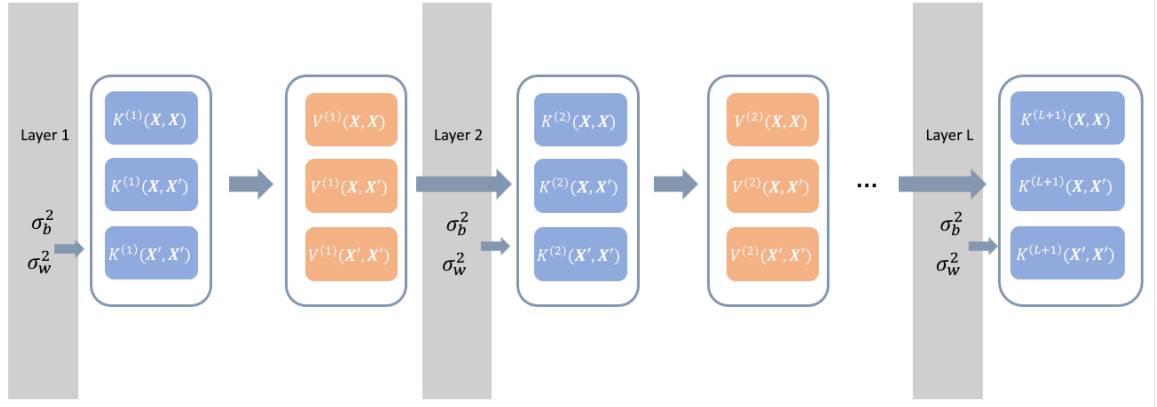 Layer 1
σ_b^2
σ_w^2
K^{(1)}(X, X)
K^{(1)}(X, X′)
K^{(1)}(X′, X′)
V^{(1)}(X, X)
V^{(1)}(X, X′)
V^{(1)}(X′, X′)
Layer 2
σ_b^2
σ_w^2
K^{(2)}(X, X)
K^{(2)}(X, X′)
K^{(2)}(X′, X′)
V^{(2)}(X, X)
V^{(2)}(X, X′)
V^{(2)}(X′, X′)
...
Layer L
σ_b^2
σ_w^2
K^{(L+1)}(X, X)
K^{(L+1)}(X, X′)
K^{(L+1)}(X′, X′)